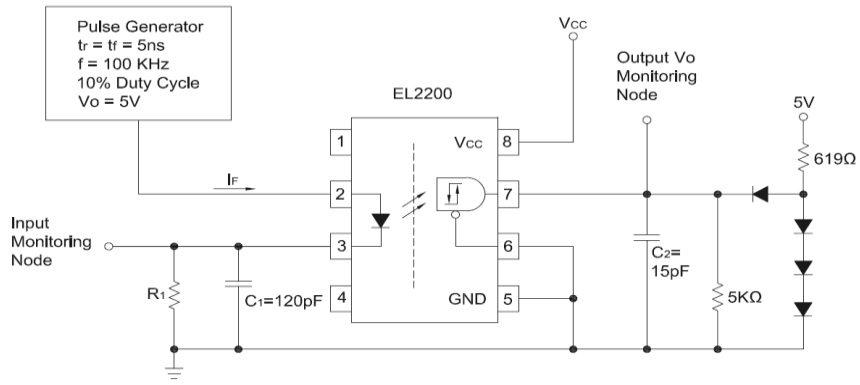 Pulse Generator
tr = tf = 5ns
f = 100 KHz
10% Duty Cycle
Vo = 5V
EL2200
VCC
Output Vo
Monitoring
Node
5V
619Ω
1
VCC
8
IF
2
7
Input
Monitoring
Node
3
6
R1
C1=120pF
4
GND
5
C2=
15pF
5KΩ